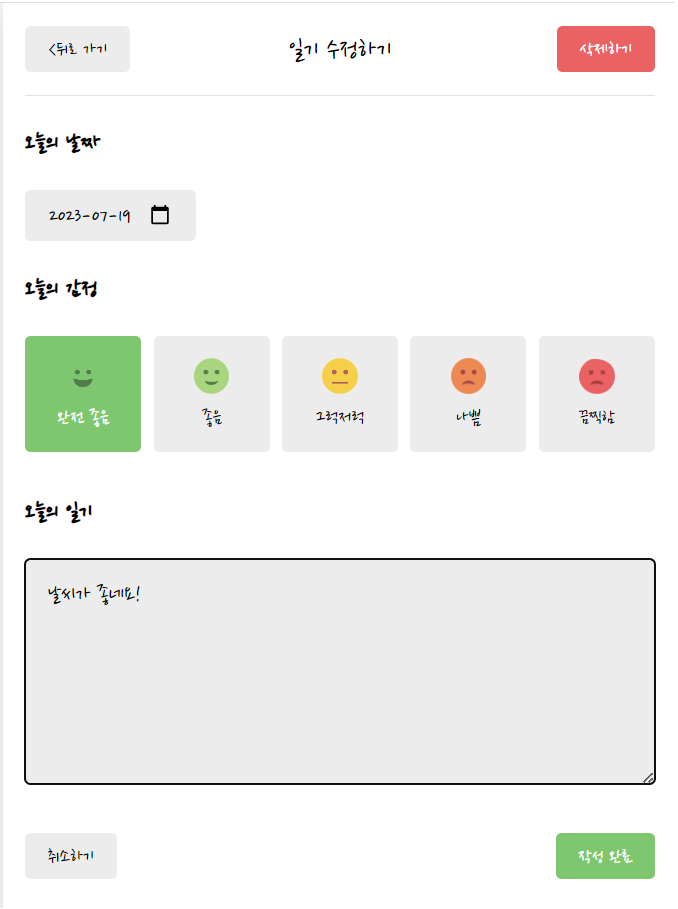 <뒤로 가기
일기 수정하기
삭제하기
오늘의 날짜
2023-07-19
오늘의 감정
완전 좋음
좋음
그럭저럭
나쁨
끔찍함
오늘의 일기
날씨가 좋네요!
취소하기
작성 완료